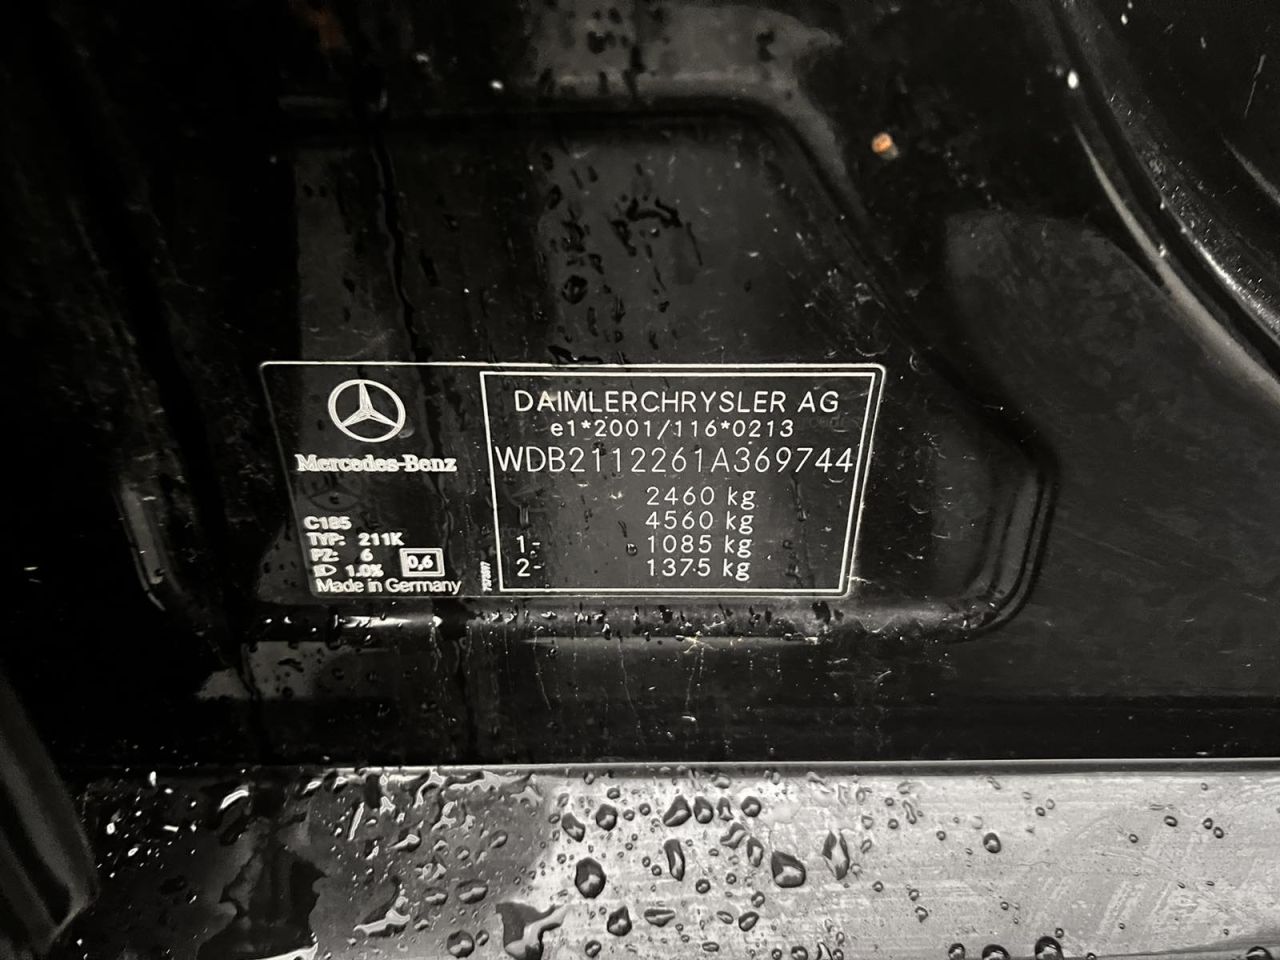 Mercedes-Benz
C185
TYP: 211K
PZ: 6
1.0% 0,6
Made in Germany
DAIMLERCHRYSLER AG
e1*2001/116*0213
WDB2112261A369744
2460 kg
4560 kg
1- 1085 kg
2- 1375 kg